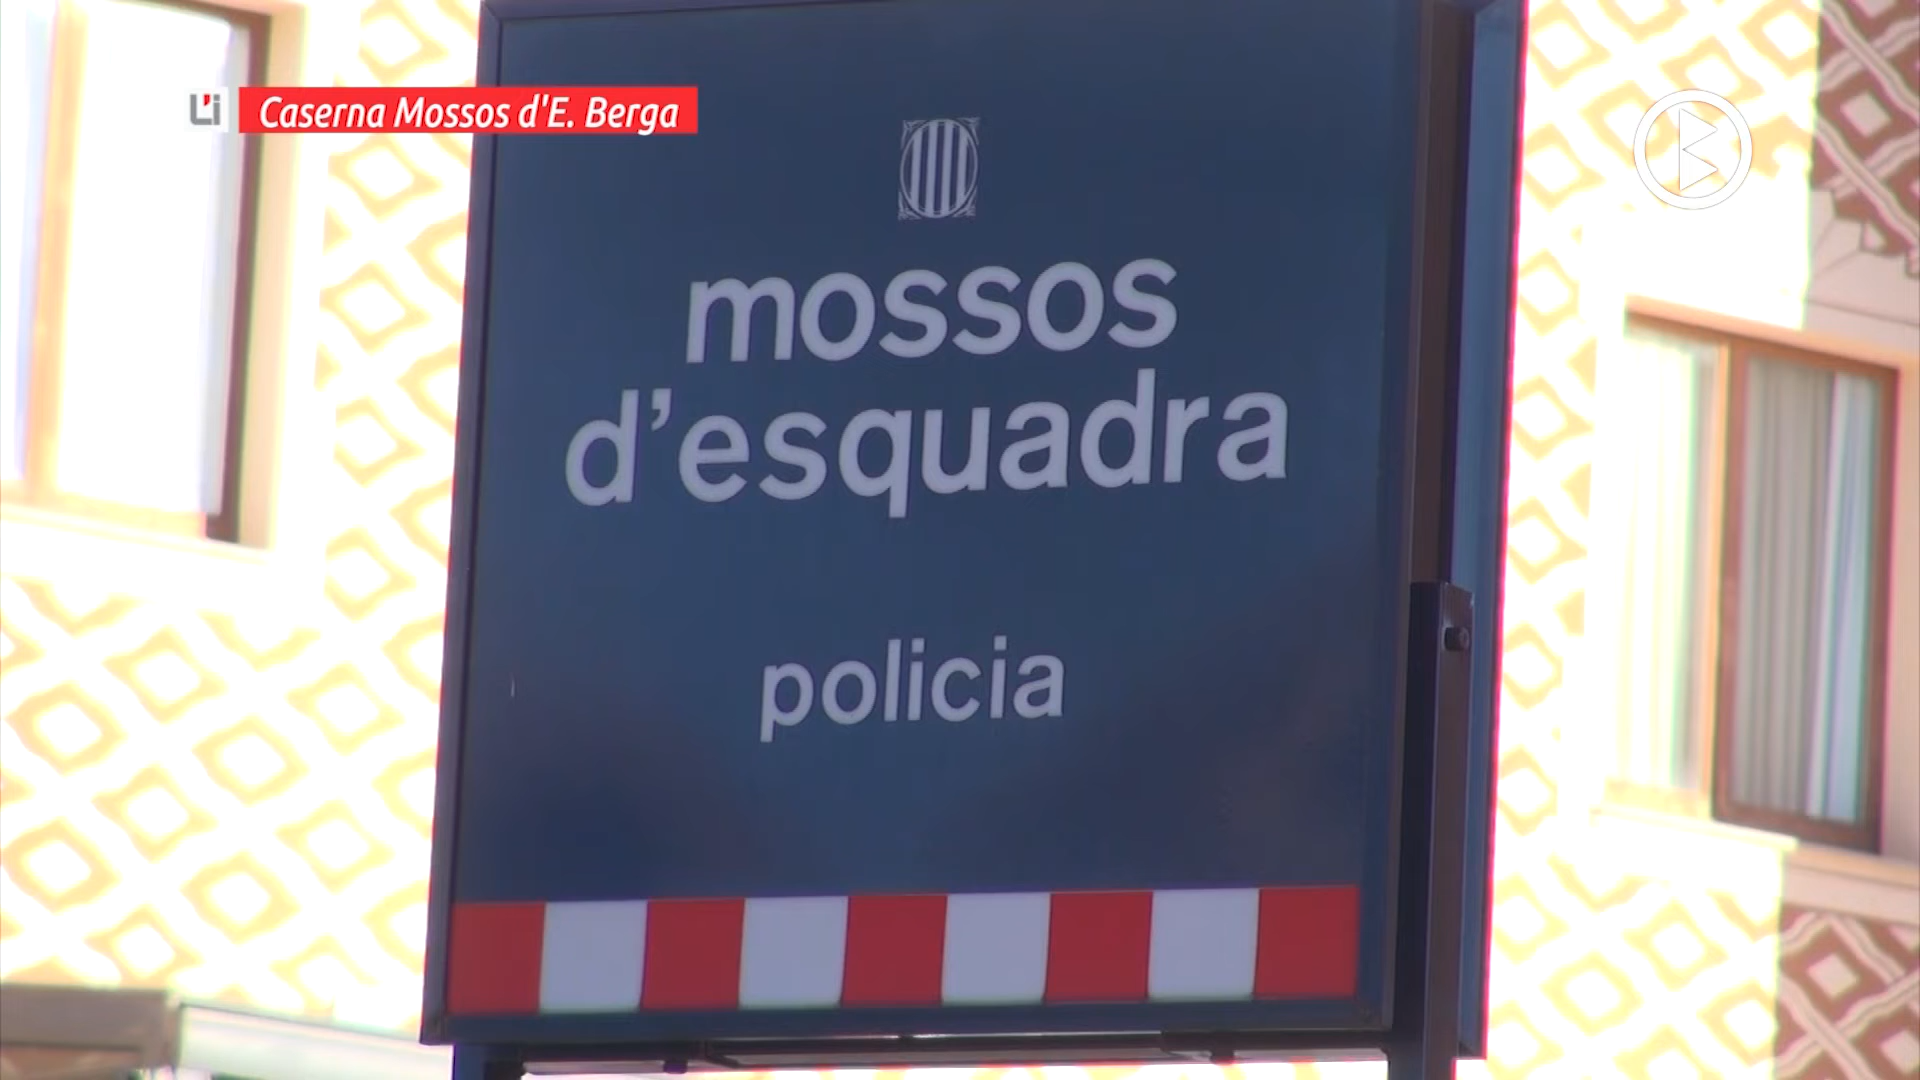 L'i
Caserna Mossos d'E. Berga
mossos
d'esquadra
policia